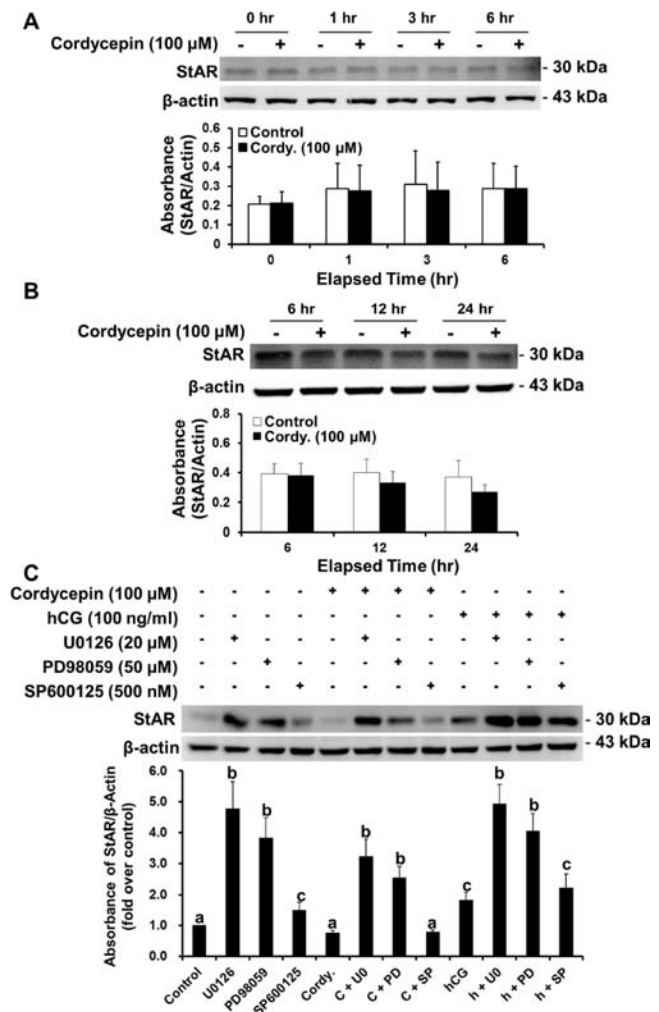 A
0 hr 1 hr 3 hr 6 hr
Cordycepin (100 μM) - + - + - + - +
StAR - 30 kDa
β-actin - 43 kDa
Absorbance
(StAR/Actin)
0.6
0.5
0.4
0.3
0.2
0.1
0
Control
Cordy. (100 μM)
0 1 3 6
Elapsed Time (hr)
B
6 hr 12 hr 24 hr
Cordycepin (100 μM) - + - + - +
StAR - 30 kDa
β-actin - 43 kDa
Absorbance
(StAR/Actin)
0.8
0.6
0.4
0.2
0
Control
Cordy. (100 μM)
6 12 24
Elapsed Time (hr)
C
Cordycepin (100 μM) - - - - + + + + - - - -
hCG (100 ng/ml) - - - - - - - - + + + +
U0126 (20 μM) - + - - - + - - - + - -
PD98059 (50 μM) - - + - - - + - - - + -
SP600125 (500 nM) - - - + - - - + - - - +
StAR - 30 kDa
β-actin - 43 kDa
Absorbance of StAR/β-Actin
(fold over control)
6.0
5.0
4.0
3.0
2.0
1.0
0.0
a b b c a b b a c b b c
Control U0126 PD98059 SP600125 Cordy. C + U0 C + PD C + SP hCG h + U0 h + PD h + SP